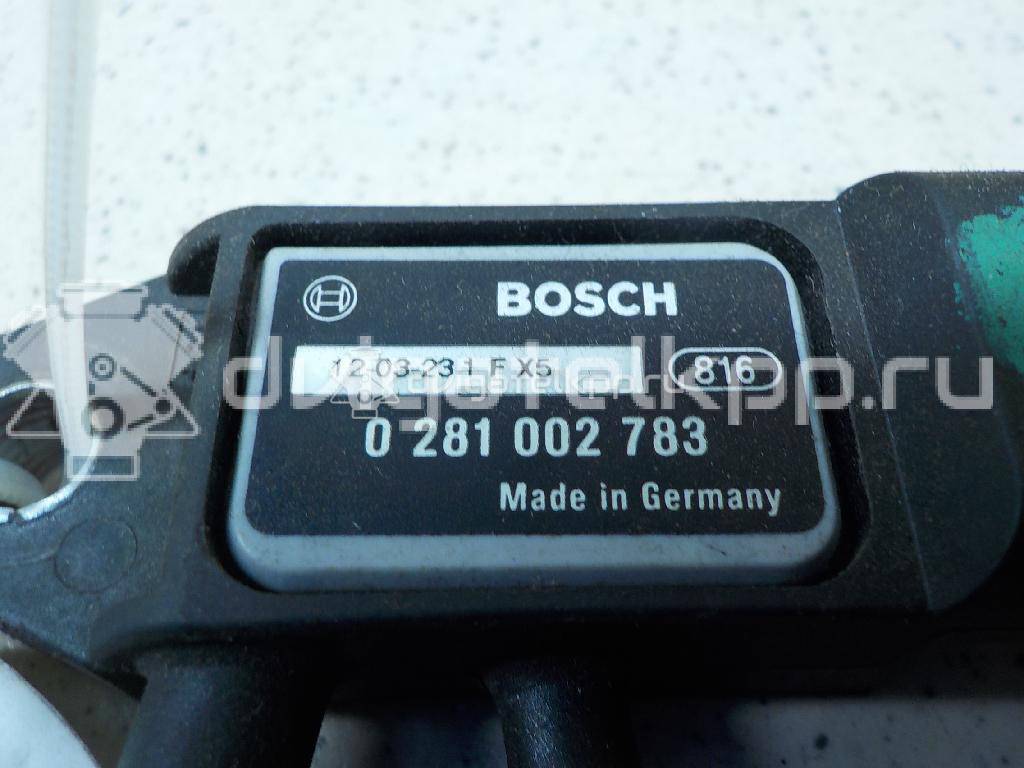 BOSCH
12-03-23 1 F X5
816
0 281 002 783
Made in Germany
dvigatelkpp.ru